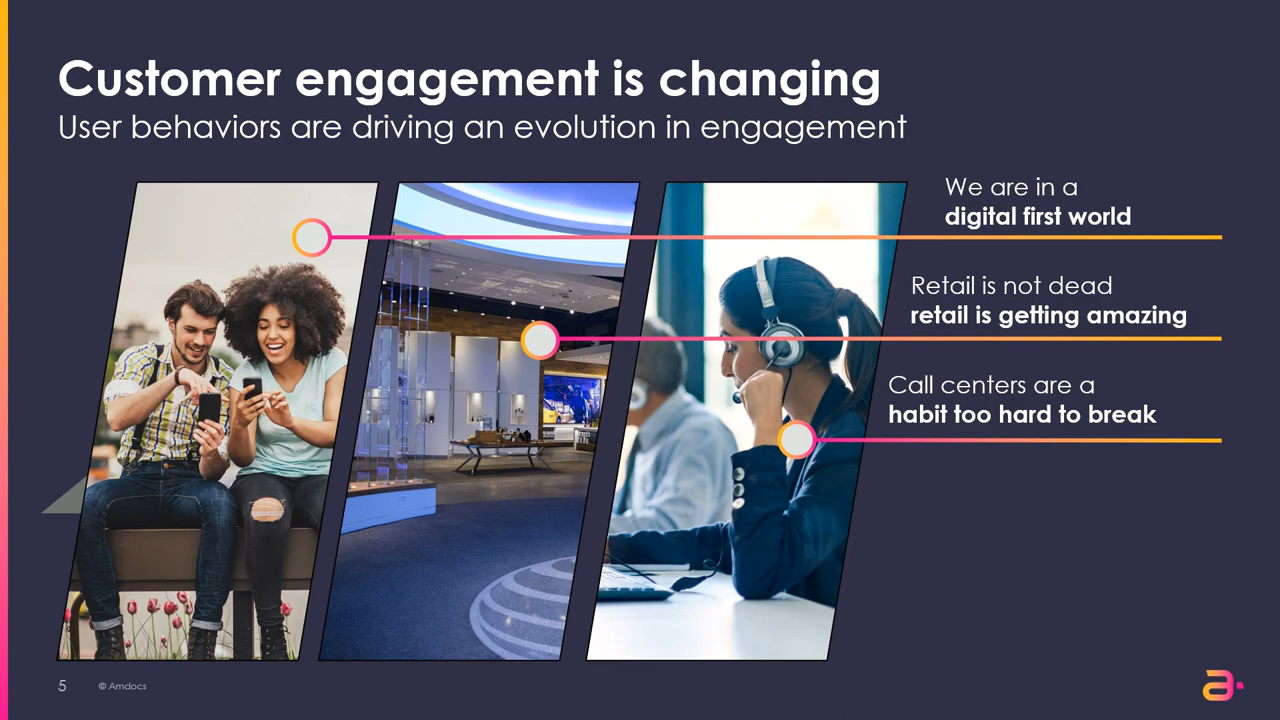 Customer engagement is changing
User behaviors are driving an evolution in engagement
We are in a
digital first world
Retail is not dead
retail is getting amazing
Call centers are a
habit too hard to break
5
© Amdocs